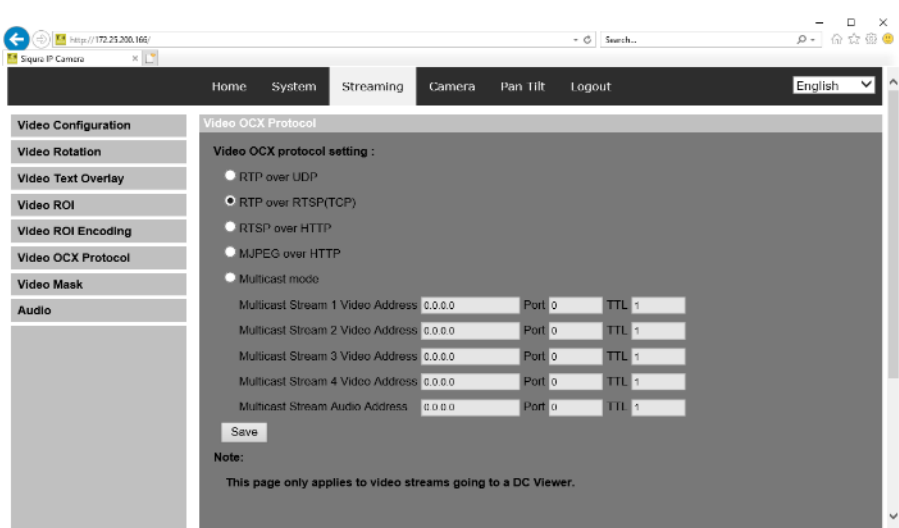 http://172.25.200.166/
Search...
Siqura IP Camera
Home System Streaming Camera Pan Tilt Logout English
Video Configuration
Video Rotation
Video Text Overlay
Video ROI
Video ROI Encoding
Video OCX Protocol
Video Mask
Audio
Video OCX Protocol
Video OCX protocol setting :
RTP over UDP
RTP over RTSP(TCP)
RTSP over HTTP
MJPEG over HTTP
Multicast mode
Multicast Stream 1 Video Address 0.0.0.0 Port 0 TTL 1
Multicast Stream 2 Video Address 0.0.0.0 Port 0 TTL 1
Multicast Stream 3 Video Address 0.0.0.0 Port 0 TTL 1
Multicast Stream 4 Video Address 0.0.0.0 Port 0 TTL 1
Multicast Stream Audio Address 0.0.0.0 Port 0 TTL 1
Save
Note:
This page only applies to video streams going to a DC Viewer.